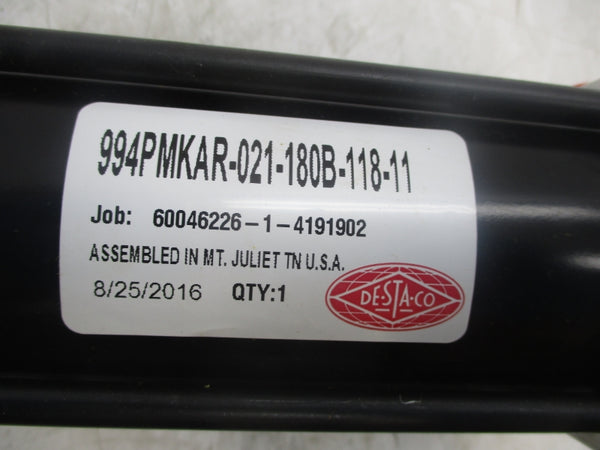 994PMKAR-021-180B-118-11
Job: 60046226-1-4191902
ASSEMBLED IN MT. JULIET TN U.S.A.
8/25/2016 QTY:1
DE-STA-CO